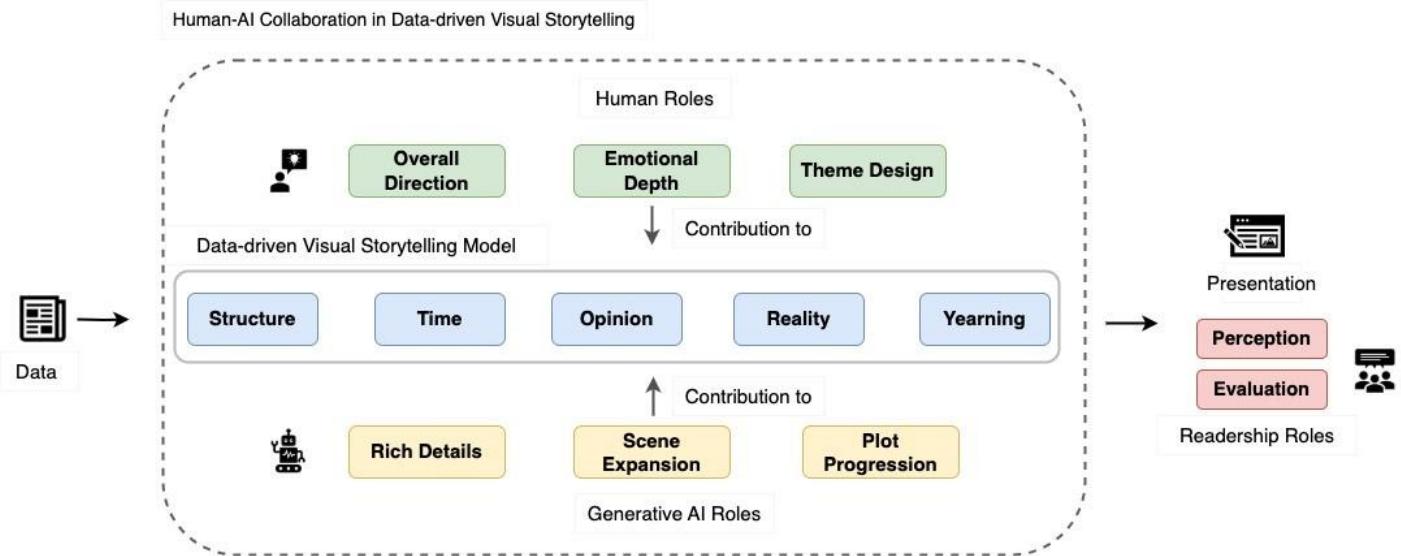 Human-AI Collaboration in Data-driven Visual Storytelling
Human Roles
Overall
Direction
Emotional
Depth
Theme Design
Contribution to
Data-driven Visual Storytelling Model
Structure
Time
Opinion
Reality
Yearning
Data
Contribution to
Rich Details
Scene
Expansion
Plot
Progression
Generative AI Roles
Presentation
Perception
Evaluation
Readership Roles